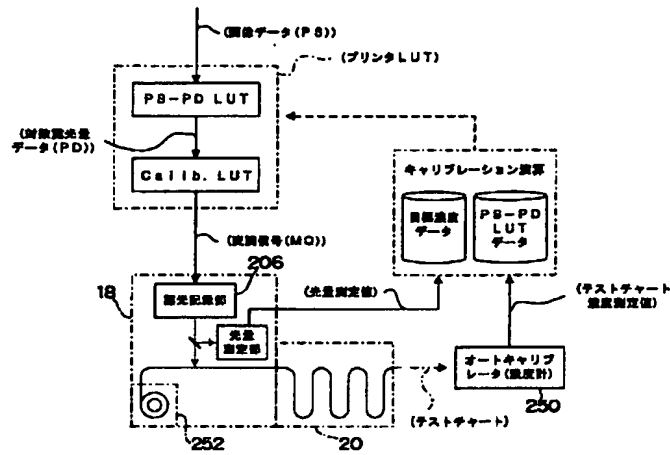 (画像データ(PS))
(プリンタLUT)
PS-PD LUT
(対数露光量
データ(PD))
Calib. LUT
キャリブレーション演算
目標濃度
データ
PS-PD
LUT
データ
(変調信号(MO))
206
18
露光記録部
(光量測定値)
(テストチャート
濃度測定値)
光量
測定部
オートキャリブ
レータ(濃度計)
250
(テストチャート)
252
20